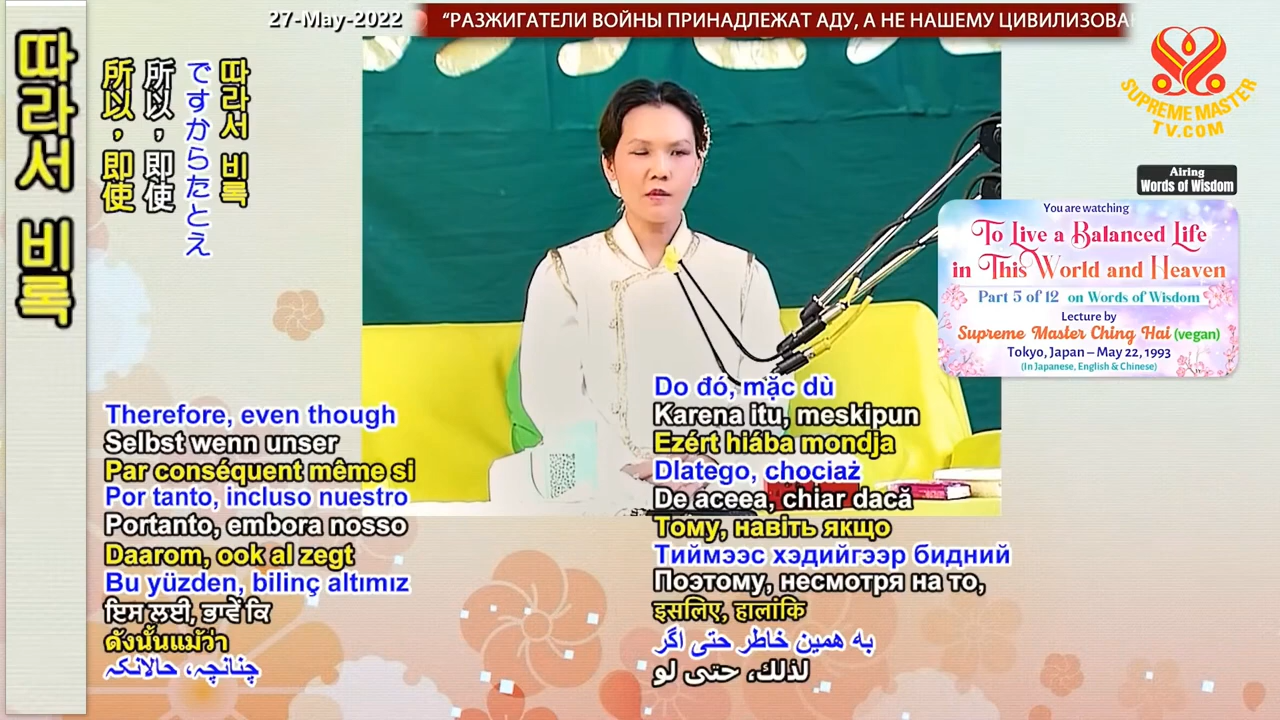 27-May-2022
“РАЗЖИГАТЕЛИ ВОЙНЫ ПРИНАДЛЕЖАТ АДУ, А НЕ НАШЕМУ ЦИВИЛИЗОВАН
SUPREME MASTER
TV.COM
Airing
Words of Wisdom
You are watching
To Live a Balanced Life
in This World and Heaven
Part 5 of 12 on Words of Wisdom
Lecture by
Supreme Master Ching Hai (vegan)
Tokyo, Japan – May 22, 1993
(In Japanese, English & Chinese)
따라서 비록
所以，即使
所以，即使
ですからたとえ
따라서 비록
Therefore, even though
Selbst wenn unser
Par conséquent même si
Por tanto, incluso nuestro
Portanto, embora nosso
Daarom, ook al zegt
Bu yüzden, bilinç altımız
ਇਸ ਲਈ, ਭਾਵੇਂ ਕਿ
ดังนั้นแม้ว่า
چنانچہ، حالانکہ
Do đó, mặc dù
Karena itu, meskipun
Ezért hiába mondja
Dlatego, chociaż
De aceea, chiar dacă
Тому, навіть якщо
Тиймээс хэдийгээр бидний
Поэтому, несмотря на то,
इसलिए, हालांकि
به همین خاطر حتی اگر
لذلك، حتى لو